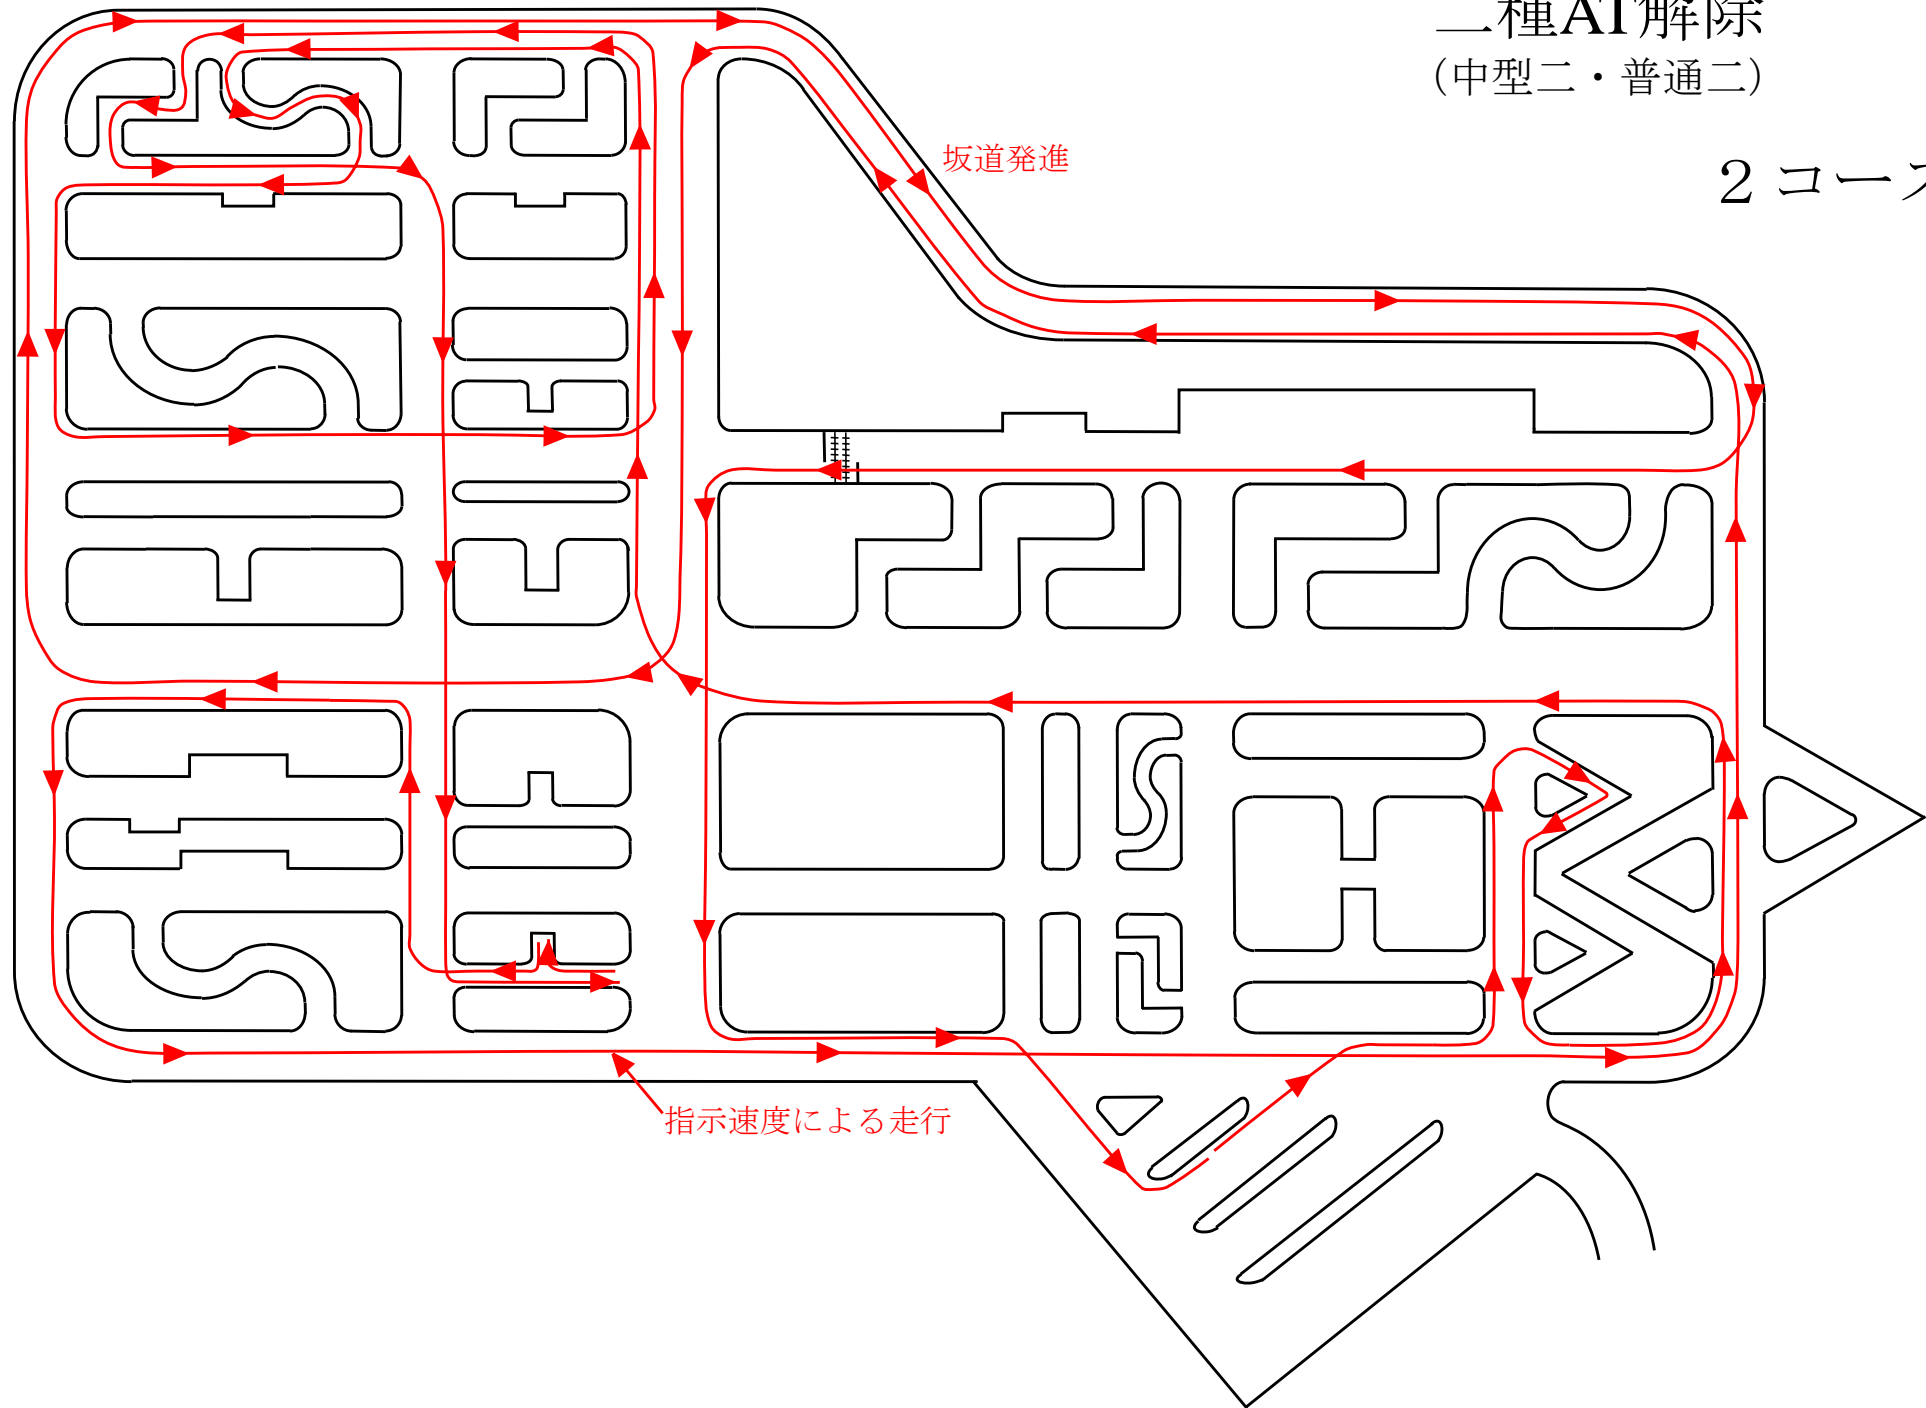 二種AT解除
（中型二・普通二）
坂道発進
２コース
指示速度による走行